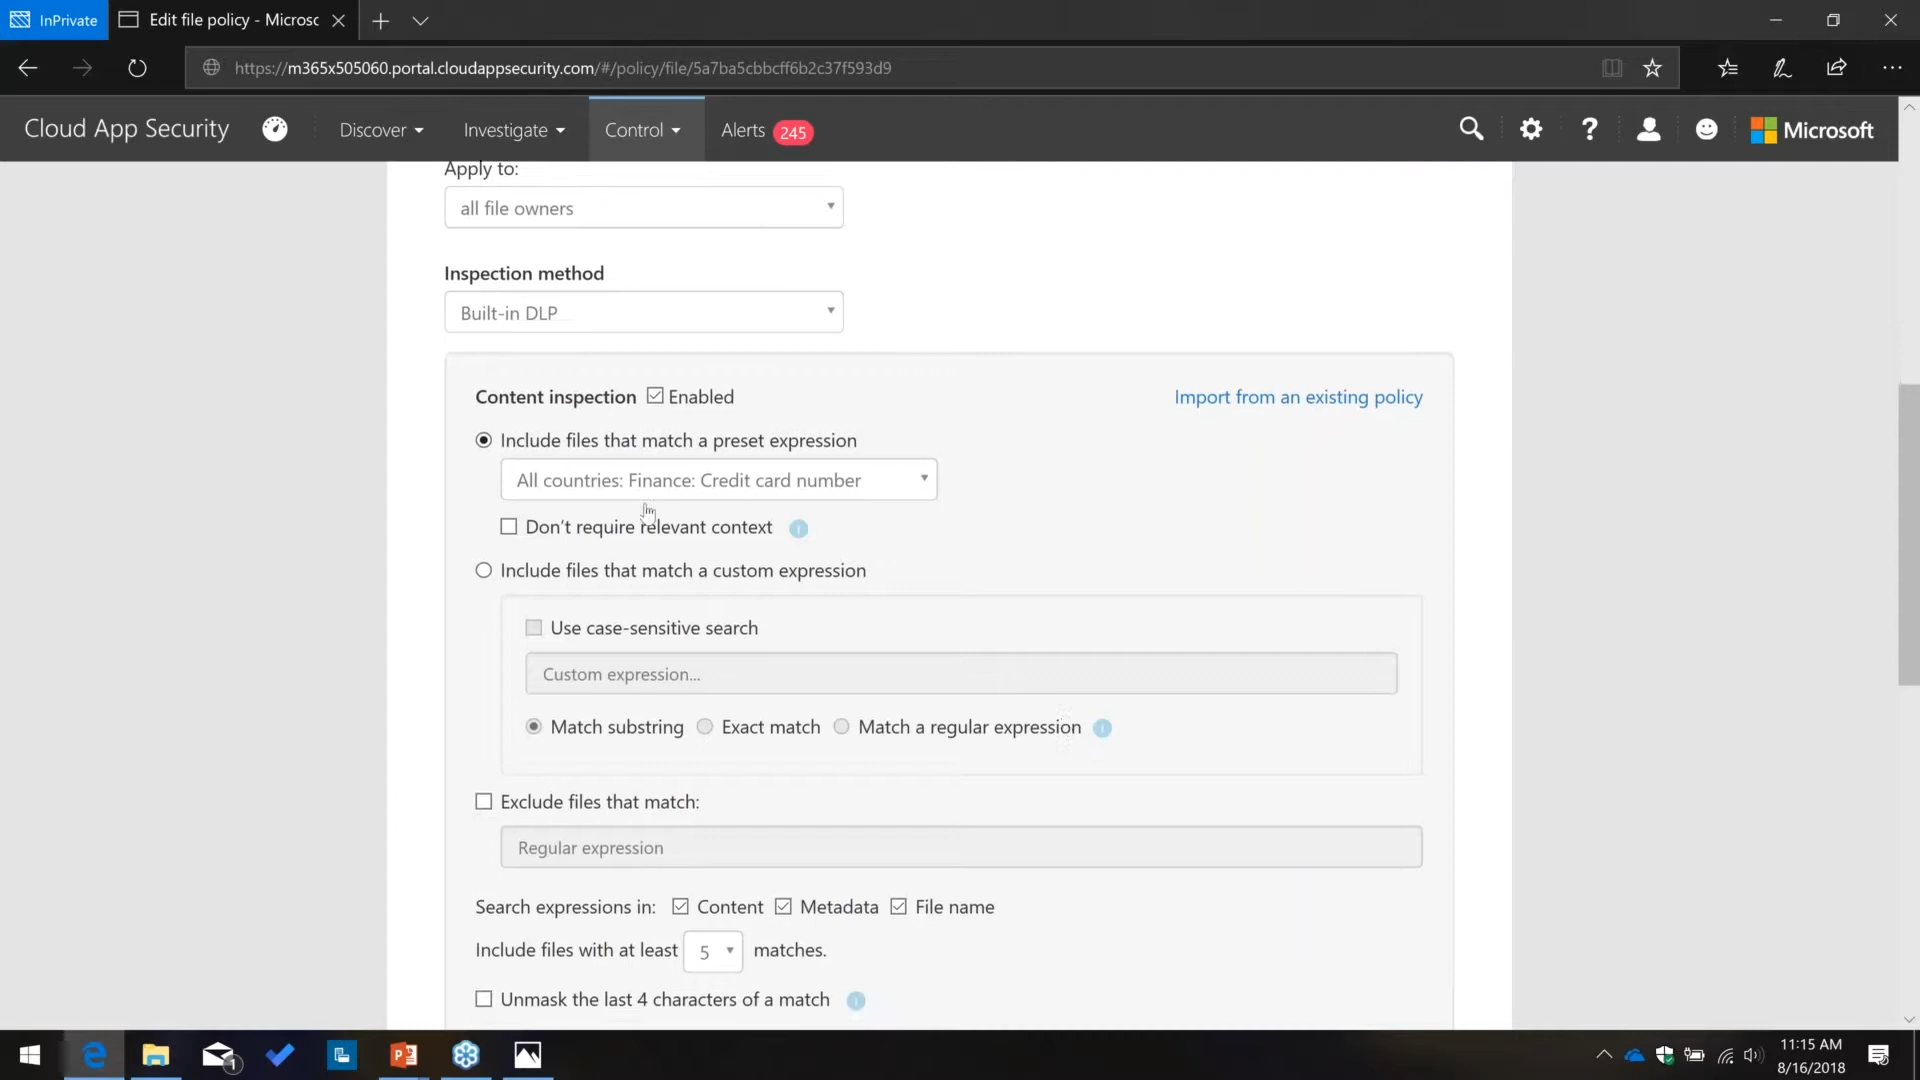 InPrivate
Edit file policy - Microsc
https://m365x505060.portal.cloudappsecurity.com/#/policy/file/5a7ba5cbbcff6b2c37f593d9
Cloud App Security
Discover
Investigate
Control
Alerts 245
?
Microsoft
Apply to:
all file owners
Inspection method
Built-in DLP
Content inspection Enabled
Import from an existing policy
Include files that match a preset expression
All countries: Finance: Credit card number
Don't require relevant context i
Include files that match a custom expression
Use case-sensitive search
Custom expression...
Match substring Exact match Match a regular expression i
Exclude files that match:
Regular expression
Search expressions in: Content Metadata File name
Include files with at least 5 matches.
Unmask the last 4 characters of a match i
1
11:15 AM
8/16/2018